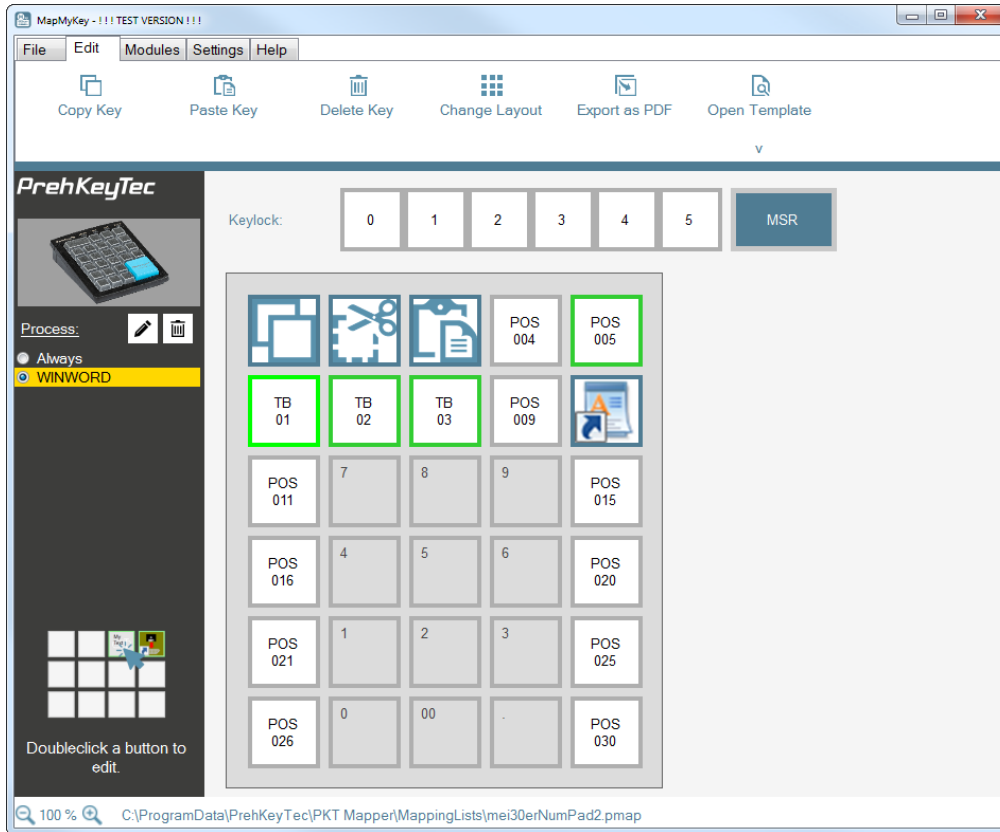 MapMyKey - ! ! ! TEST VERSION ! ! !
File Edit Modules Settings Help
Copy Key Paste Key Delete Key Change Layout Export as PDF Open Template
v
PrehKeyTec
Keylock: 0 1 2 3 4 5 MSR
Process:
Always
WINWORD
POS
004
POS
005
TB
01
TB
02
TB
03
POS
009
POS
011
7 8 9
POS
015
POS
016
4 5 6
POS
020
POS
021
1 2 3
POS
025
POS
026
0 00 .
POS
030
My
Text
Doubleclick a button to
edit.
100 % C:\ProgramData\PrehKeyTec\PKT Mapper\MappingLists\mei30erNumPad2.pmap